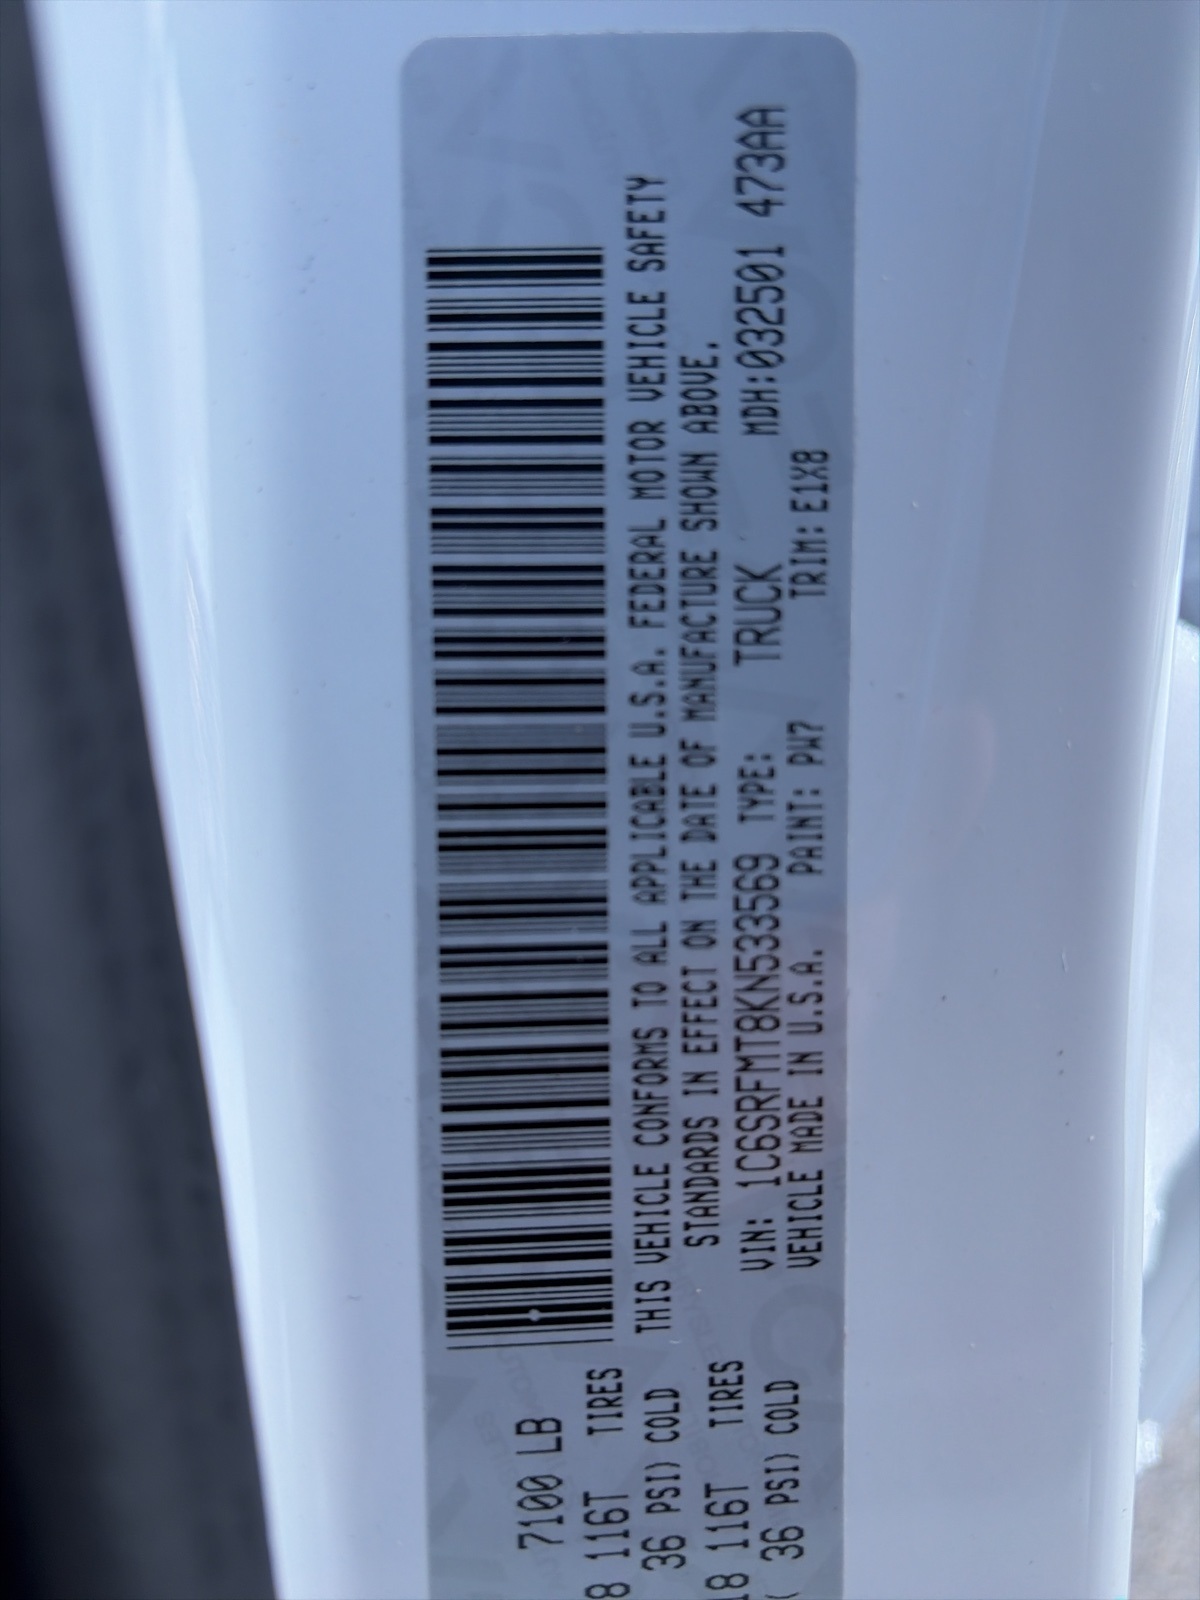 7100 LB
8 116T TIRES
36 PSI) COLD
18 116T TIRES
( 36 PSI) COLD
THIS VEHICLE CONFORMS TO ALL APPLICABLE U.S.A. FEDERAL MOTOR VEHICLE SAFETY
STANDARDS IN EFFECT ON THE DATE OF MANUFACTURE SHOWN ABOVE.
VIN: 1C6SRFMT8KN533569 TYPE: TRUCK MDH:032501 473AA
VEHICLE MADE IN U.S.A. PAINT: PW7 TRIM: E1X8